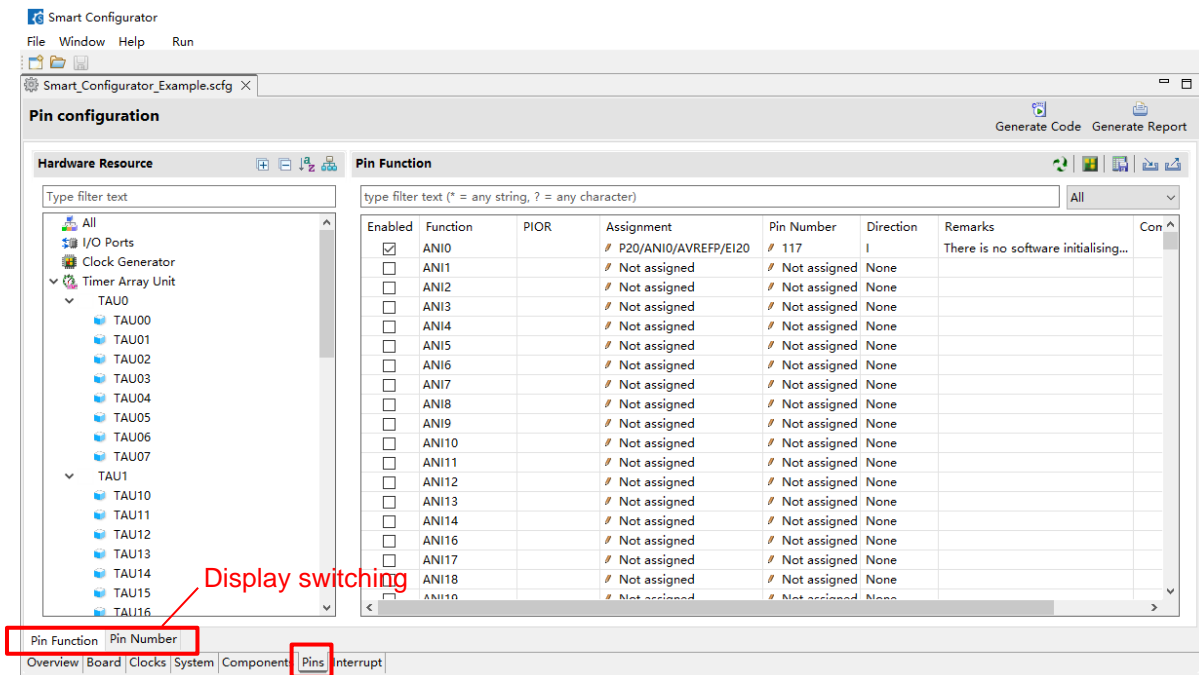 Smart Configurator
File Window Help Run
Smart_Configurator_Example.scfg
Pin configuration
Generate Code Generate Report
Hardware Resource
Pin Function
Type filter text
type filter text (* = any string, ? = any character)
All
All
I/O Ports
Clock Generator
Timer Array Unit
TAU0
TAU00
TAU01
TAU02
TAU03
TAU04
TAU05
TAU06
TAU07
TAU1
TAU10
TAU11
TAU12
TAU13
TAU14
TAU15
TAU16
Enabled Function PIOR Assignment Pin Number Direction Remarks Con
ANI0 P20/ANI0/AVREFP/EI20 117 I There is no software initialising...
ANI1 Not assigned Not assigned None
ANI2 Not assigned Not assigned None
ANI3 Not assigned Not assigned None
ANI4 Not assigned Not assigned None
ANI5 Not assigned Not assigned None
ANI6 Not assigned Not assigned None
ANI7 Not assigned Not assigned None
ANI8 Not assigned Not assigned None
ANI9 Not assigned Not assigned None
ANI10 Not assigned Not assigned None
ANI11 Not assigned Not assigned None
ANI12 Not assigned Not assigned None
ANI13 Not assigned Not assigned None
ANI14 Not assigned Not assigned None
ANI16 Not assigned Not assigned None
ANI17 Not assigned Not assigned None
ANI18 Not assigned Not assigned None
ANI19 Not assigned Not assigned None
Display switching
Pin Function Pin Number
Overview Board Clocks System Component Pins Interrupt